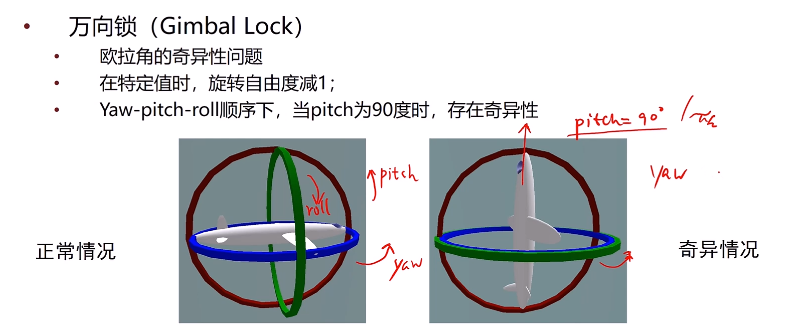 • 万向锁（Gimbal Lock）
• 欧拉角的奇异性问题
• 在特定值时，旋转自由度减1；
• Yaw-pitch-roll顺序下，当pitch为90度时，存在奇异性
pitch=90°
pitch
roll
yaw
yaw
正常情况
奇异情况